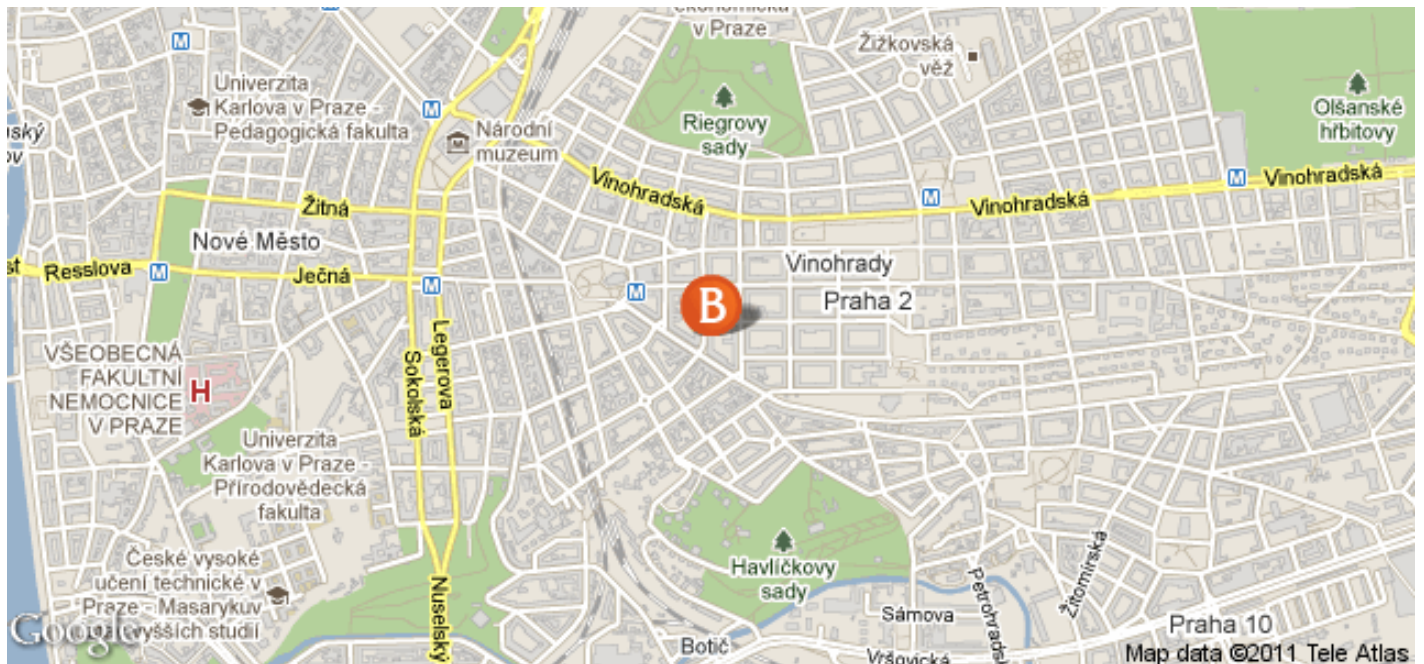 ekonomická
v Praze
Žižkovská
věž
M
M
Univerzita
Karlova v Praze -
Pedagogická fakulta
M
Národní
muzeum
Riegrovy
sady
Olšanské
hřbitovy
Vinohradská
M
Vinohradská
M
Vinohradská
Žitná
Nové Město
Resslova
M
Ječná
M
M
B
Vinohrady
Praha 2
Legerova
Sokolská
VŠEOBECNÁ
FAKULTNÍ
NEMOCNICE
V PRAZE
H
Univerzita
Karlova v Praze -
Přírodovědecká
fakulta
České vysoké
učení technické v
Praze - Masarykuv
vyšších studií
Nuselský
Havlíčkovy
sady
Botič
Sámova
Petrohradsk
Žitomírská
Vršovická
Praha 10
Google
Map data ©2011 Tele Atlas